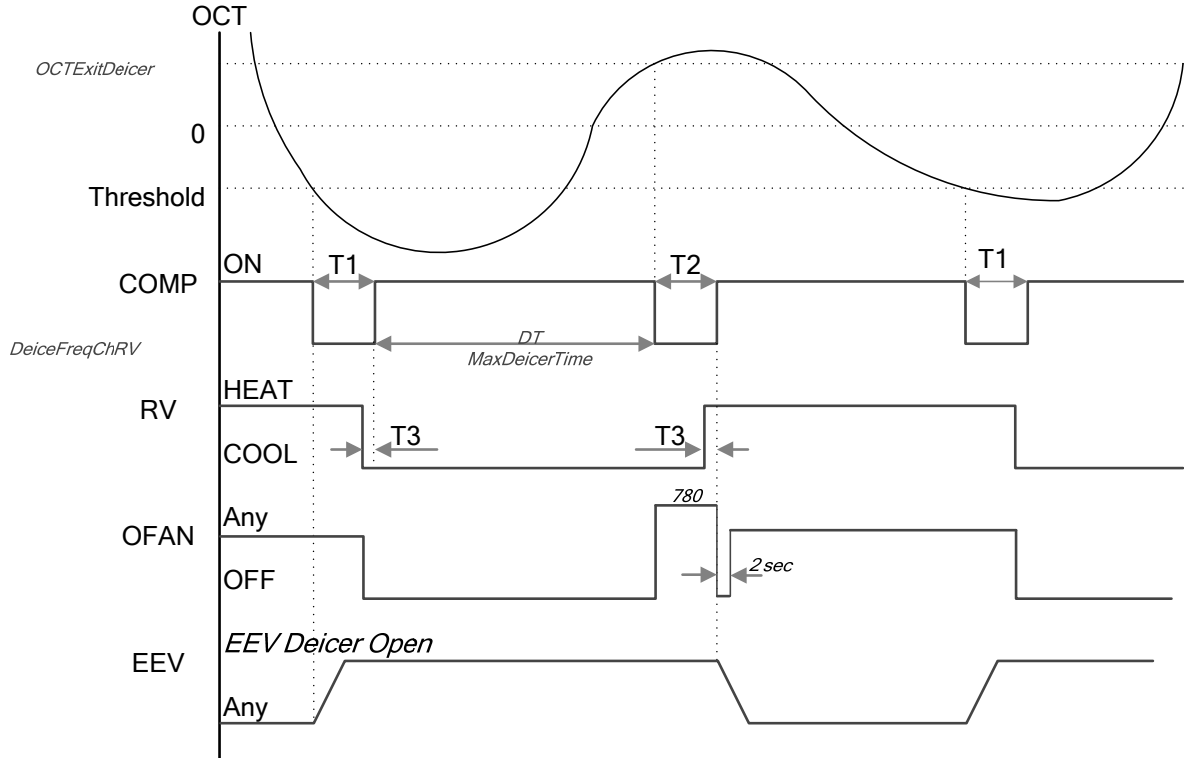 OCT
OCTExitDeicer
0
Threshold
ON
T1
T2
T1
COMP
DT
MaxDeicerTime
DeiceFreqChRV
HEAT
RV
T3
T3
COOL
780
Any
OFAN
2 sec
OFF
EEV Deicer Open
EEV
Any